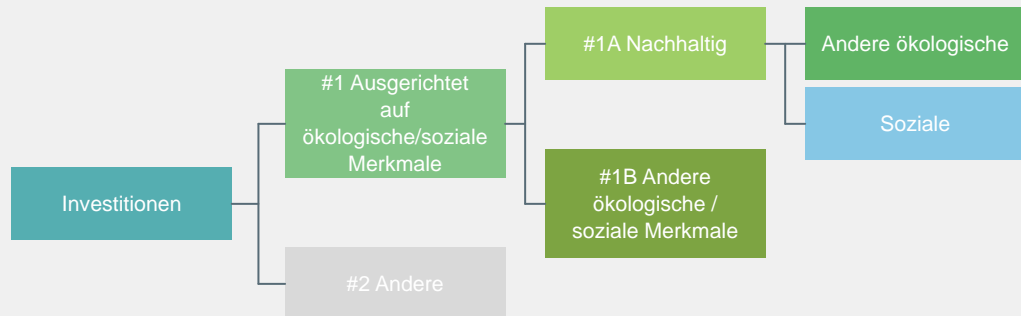 Investitionen
#1 Ausgerichtet
auf
ökologische/soziale
Merkmale
#2 Andere
#1A Nachhaltig
#1B Andere
ökologische /
soziale Merkmale
Andere ökologische
Soziale